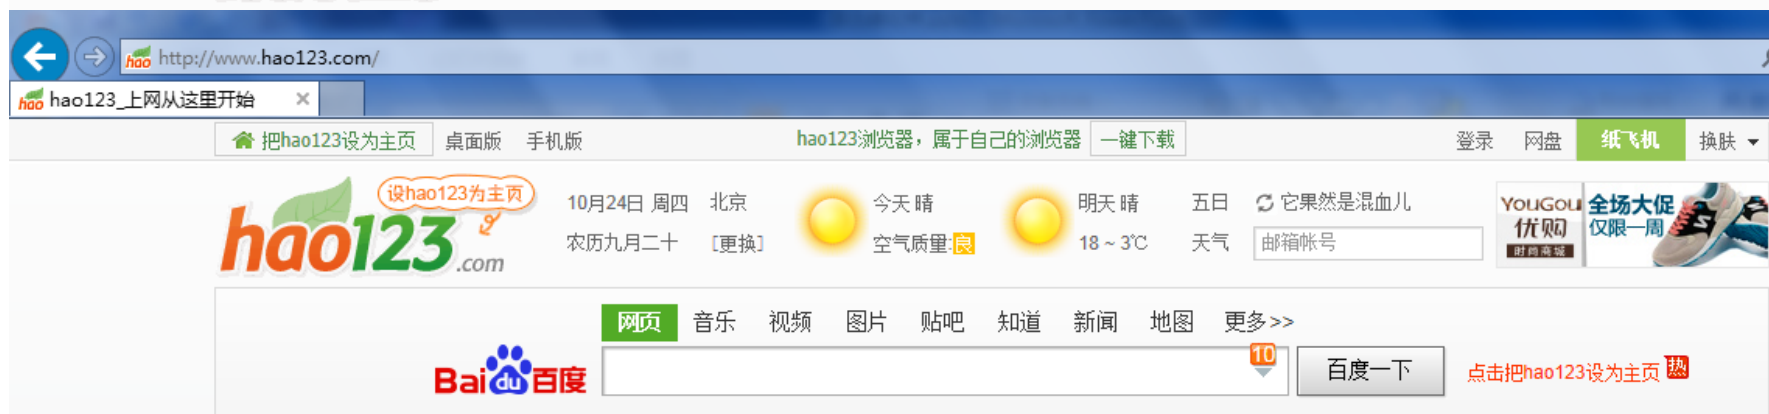 hao http://www.hao123.com/
hao hao123_上网从这里开始 ×
把hao123设为主页 桌面版 手机版 hao123浏览器，属于自己的浏览器 一键下载 登录 网盘 纸飞机 换肤
设hao123为主页
hao123.com
10月24日 周四 北京 今天 晴 明天 晴 五日 它果然是混血儿
农历九月二十 [更换] 空气质量:良 18 ~ 3℃ 天气 邮箱帐号
YOUGOU 优购 时尚商城 全场大促 仅限一周
网页 音乐 视频 图片 贴吧 知道 新闻 地图 更多>>
Bai du 百度 10 百度一下 点击把hao123设为主页 热